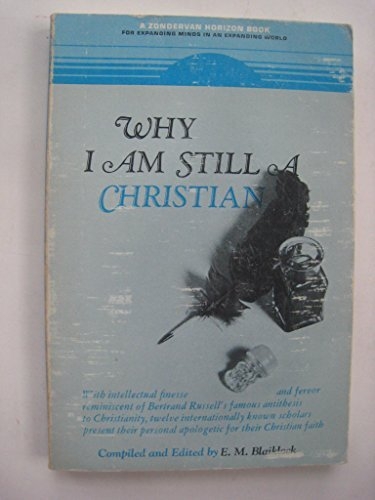 A ZONDERVAN HORIZON BOOK
FOR EXPANDING MINDS IN AN EXPANDING WORLD
WHY
I AM STILL A
CHRISTIAN
With intellectual finesse and fervor
reminiscent of Bertrand Russell's famous antithesis
to Christianity, twelve internationally known scholars
present their personal apologetic for their Christian faith
Compiled and Edited by E. M. Blaiklock